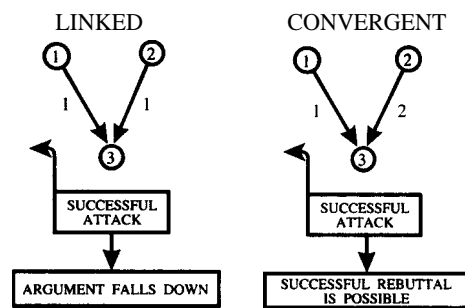 LINKED
1
2
1
1
3
SUCCESSFUL
ATTACK
ARGUMENT FALLS DOWN
CONVERGENT
1
2
1
2
3
SUCCESSFUL
ATTACK
SUCCESSFUL REBUTTAL
IS POSSIBLE